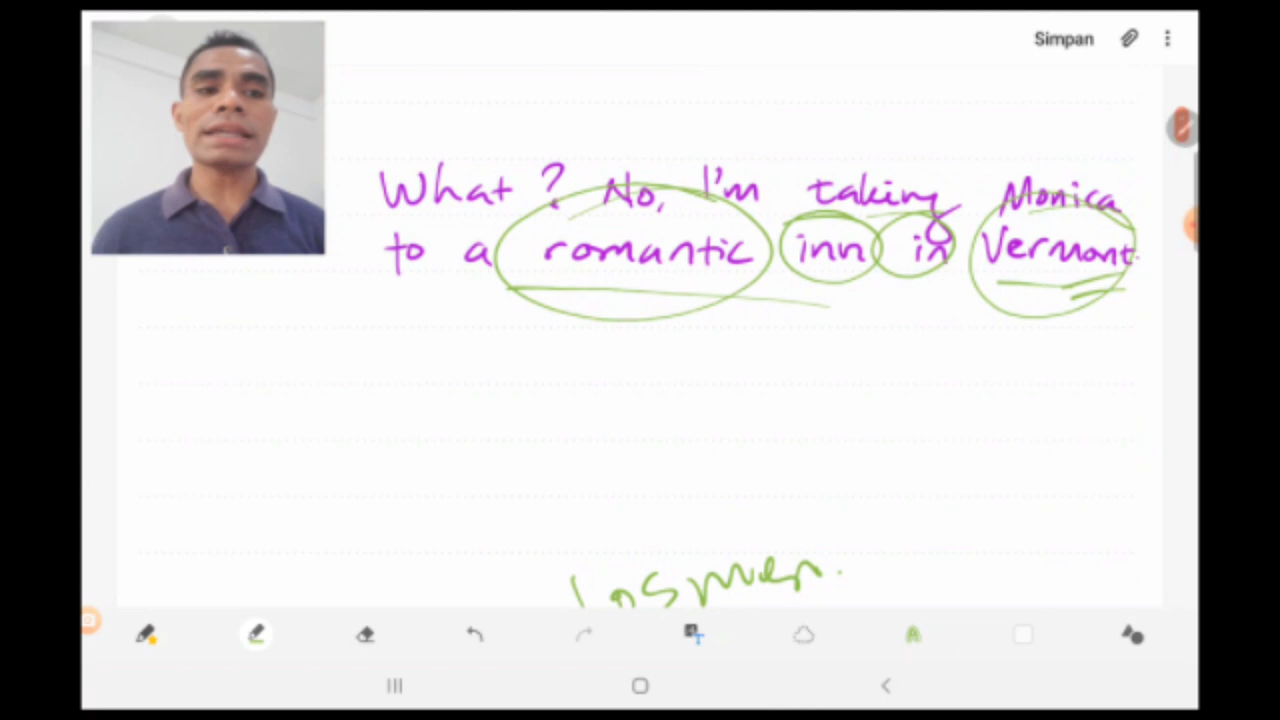 Simpan
What? No, I'm taking Monica
to a romantic inn in Vermont.